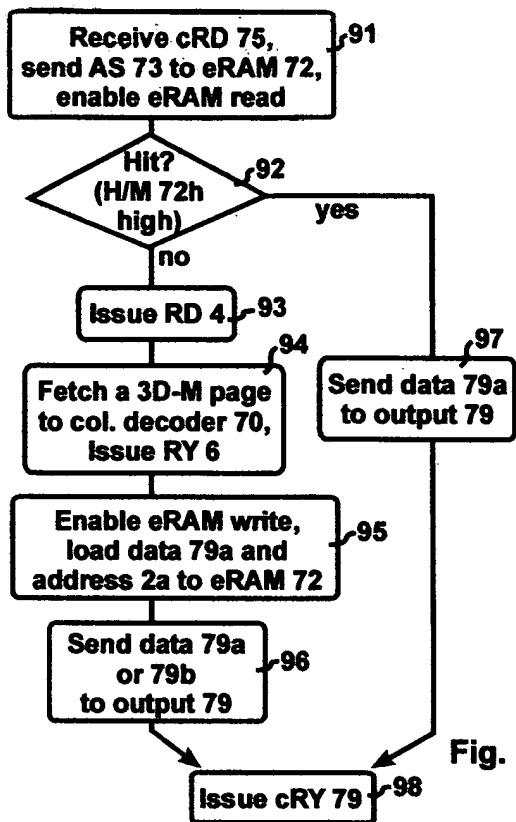 Receive cRD 75,
send AS 73 to eRAM 72,
enable eRAM read
91
Hit?
(H/M 72h
high)
92
yes
no
Issue RD 4
93
94
Fetch a 3D-M page
to col. decoder 70,
Issue RY 6
97
Send data 79a
to output 79
Enable eRAM write,
load data 79a and
address 2a to eRAM 72
95
Send data 79a
or 79b
to output 79
96
Fig.
Issue cRY 79
98